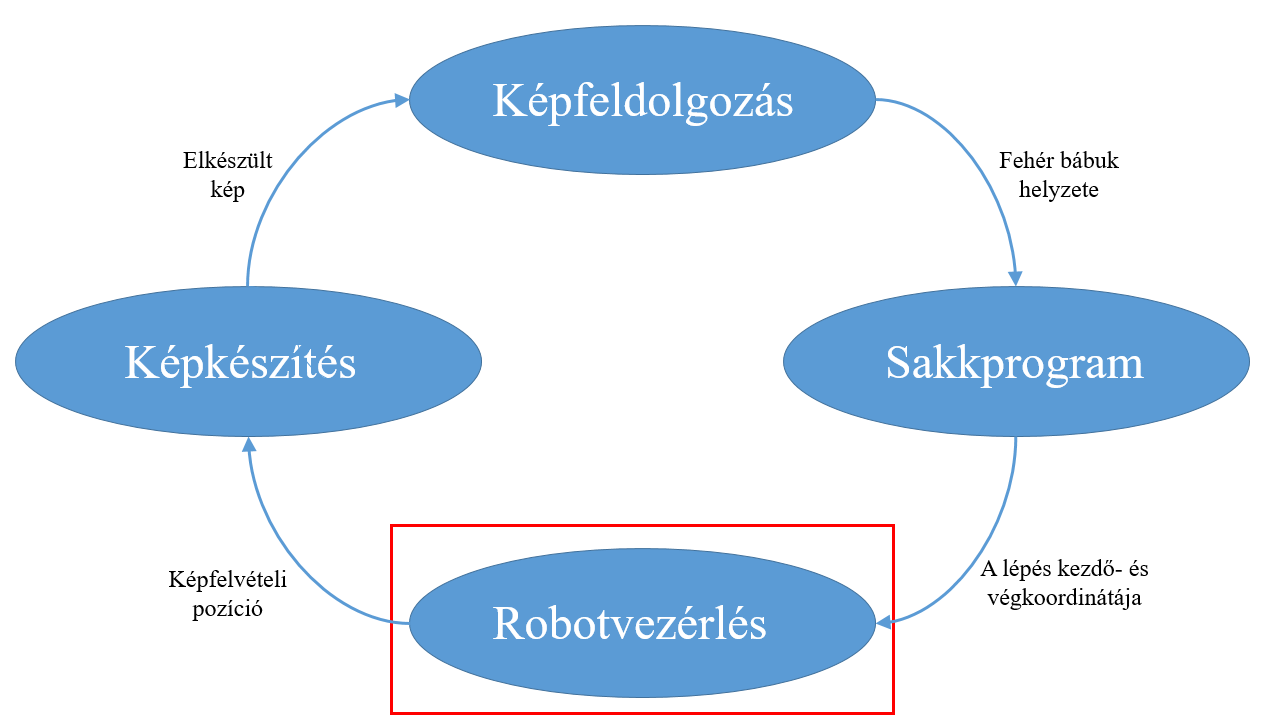 Képfeldolgozás
Elkészült
kép
Fehér bábuk
helyzete
Képkészítés
Sakkprogram
Képfelvételi
pozíció
A lépés kezdő- és
végkoordinátája
Robotvezérlés